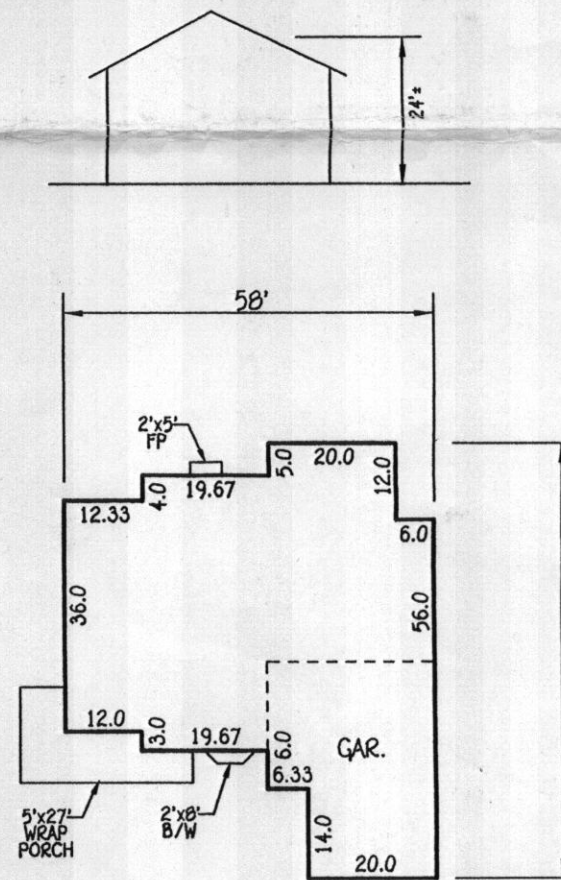 24'±
58'
2'x5'
FP
5.0
20.0
12.0
4.0
19.67
12.33
6.0
36.0
56.0
12.0
3.0
19.67
6.0
GAR.
6.33
5'x27'
WRAP
PORCH
2'x8'
B/W
14.0
20.0